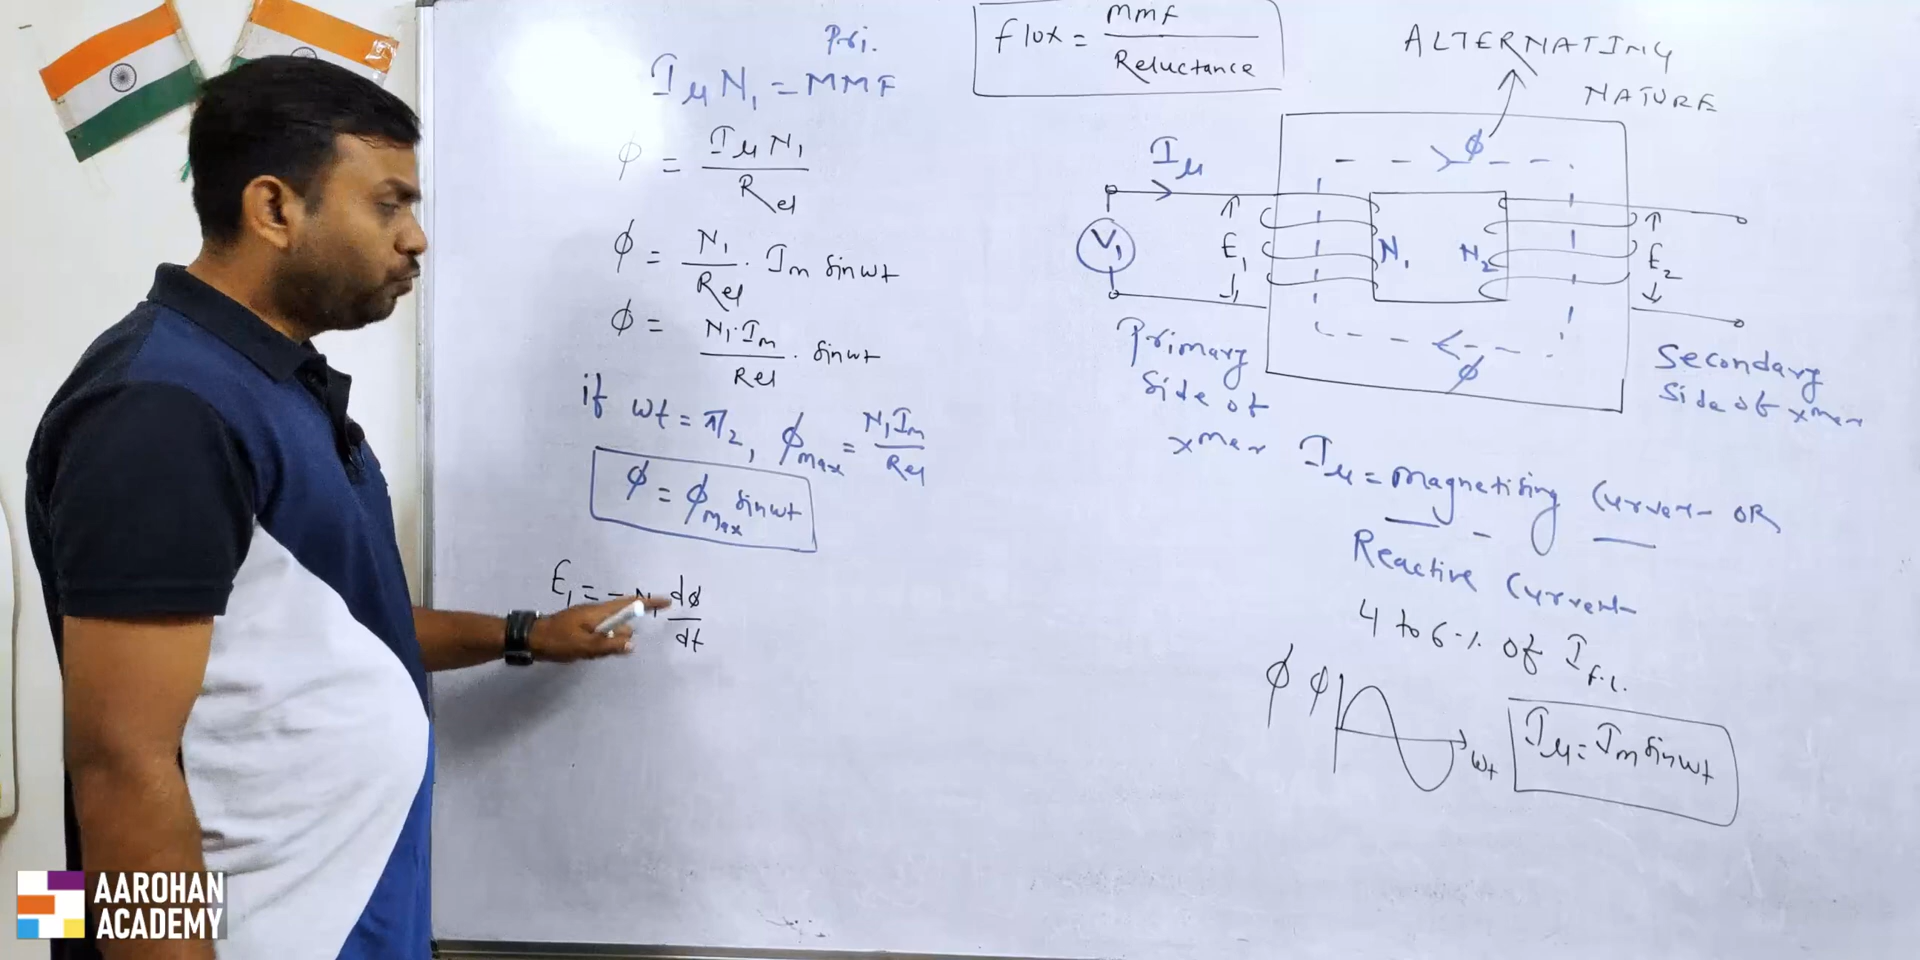 Pri.
IμN₁ = MMF
ϕ = IμN₁ / Rel
ϕ = N₁ / Rel · Im sinωt
ϕ = N₁·Im / Rel · sinωt
if ωt = π/2, ϕmax = N₁Im / Rel
ϕ = ϕmax sinωt
E₁ = - N₁ dϕ / dt
flux = mmf / Reluctance
ALTERNATING
NATURE
ϕ
Iμ
V₁
E₁
N₁
N₂
E₂
ϕ
Primary
Side of
xmer
Secondary
Side of xmer
Iμ = magnetising Current OR
Reactive Current
4 to 6 % of If.l.
ϕ ϕ
ωt
Iμ = Im sinωt
AAROHAN
ACADEMY